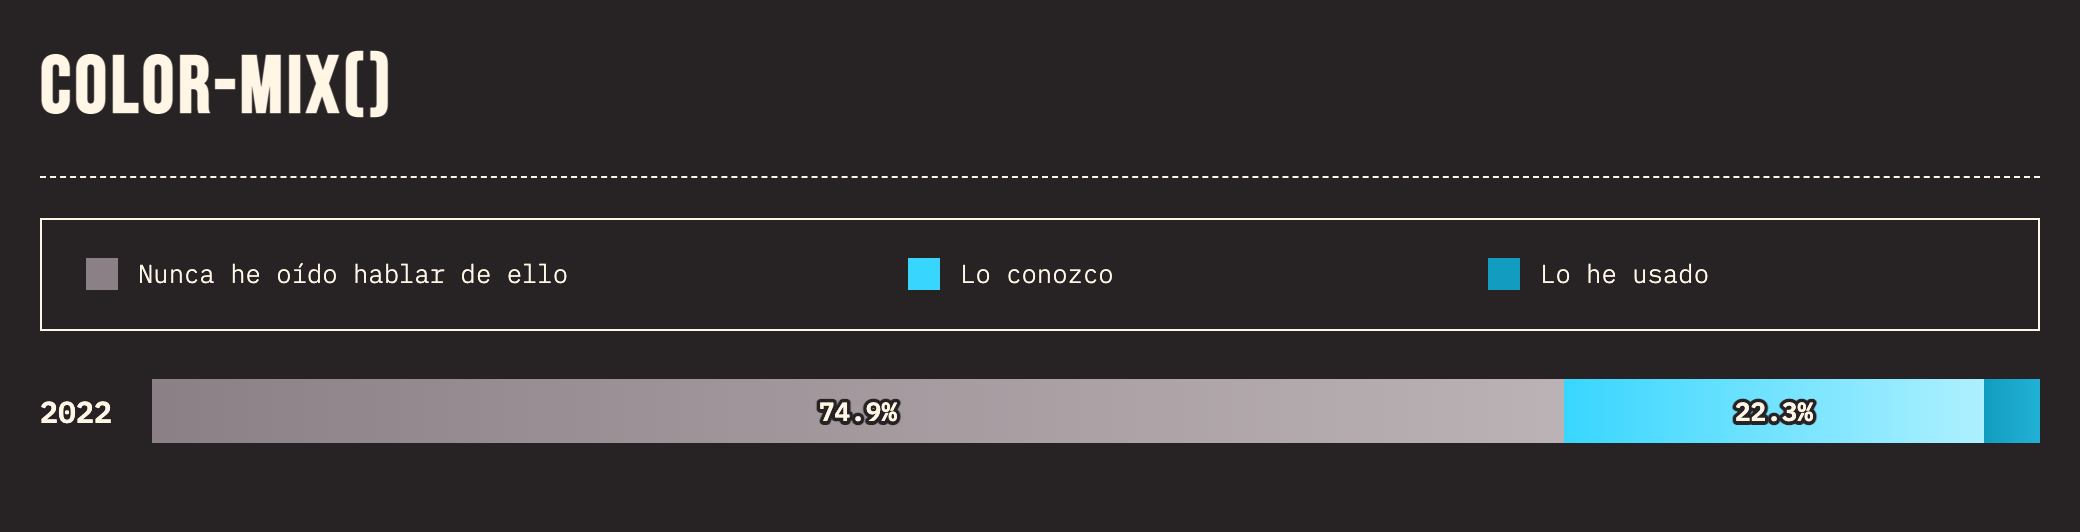 COLOR-MIX()
Nunca he oído hablar de ello
Lo conozco
Lo he usado
2022
74.9%
22.3%